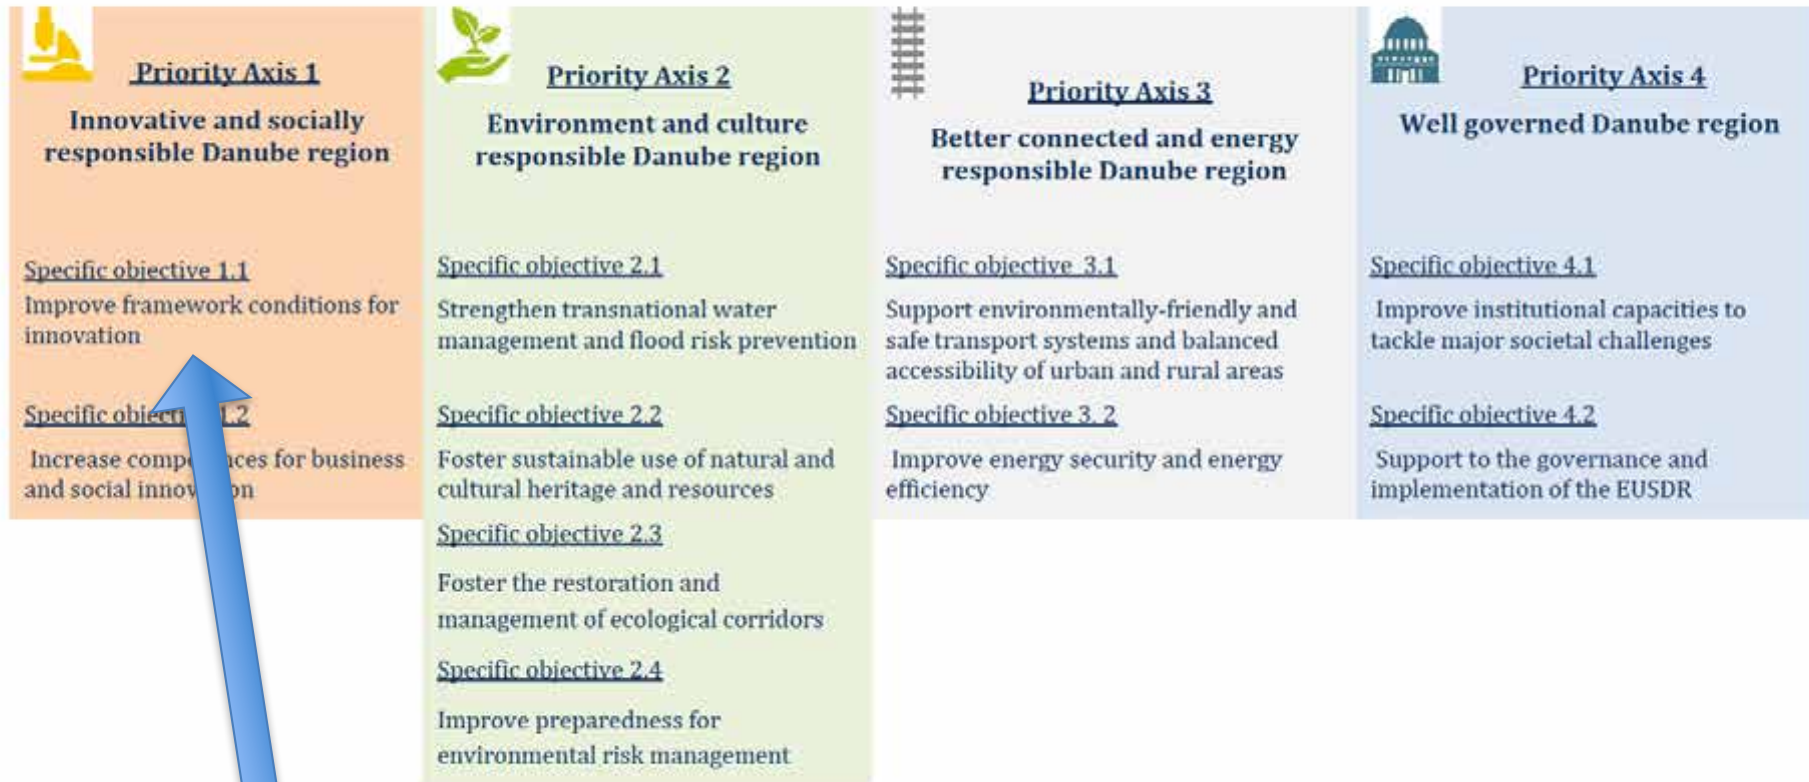 Priority Axis 1
Innovative and socially
responsible Danube region
Specific objective 1.1
Improve framework conditions for
innovation
Specific 1.2
Increase for business
and social
Priority Axis 2
Environment and culture
responsible Danube region
Specific objective 2.1
Strengthen transnational water
management and flood risk prevention
Specific objective 2.2
Foster sustainable use of natural and
cultural heritage and resources
Specific objective 2.3
Foster the restoration and
management of ecological corridors
Specific objective 2.4
Improve preparedness for
environmental risk management
Priority Axis 3
Better connected and energy
responsible Danube region
Specific objective 3.1
Support environmentally-friendly and
safe transport systems and balanced
accessibility of urban and rural areas
Specific objective 3. 2
Improve energy security and energy
efficiency
Priority Axis 4
Well governed Danube region
Specific objective 4.1
Improve institutional capacities to
tackle major societal challenges
Specific objective 4.2
Support to the governance and
implementation of the EUSDR